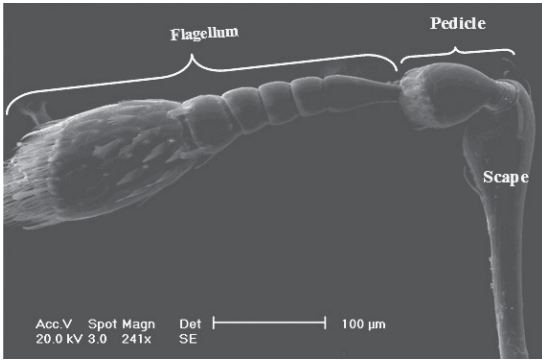 Flagellum
Pedicle
Scape
Acc.V Spot Magn Det 100 µm
20.0 kV 3.0 241x SE